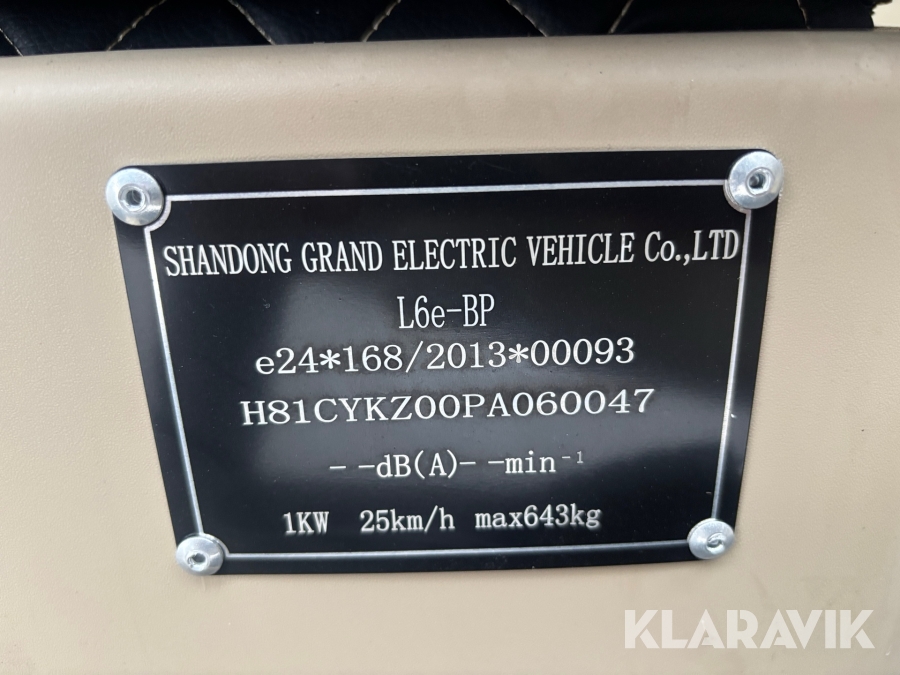 SHANDONG GRAND ELECTRIC VEHICLE Co.,LTD
L6e-BP
e24*168/2013*00093
H81CYKZ00PA060047
--dB(A)--min⁻¹
1KW 25km/h max643kg
KLARAVIK